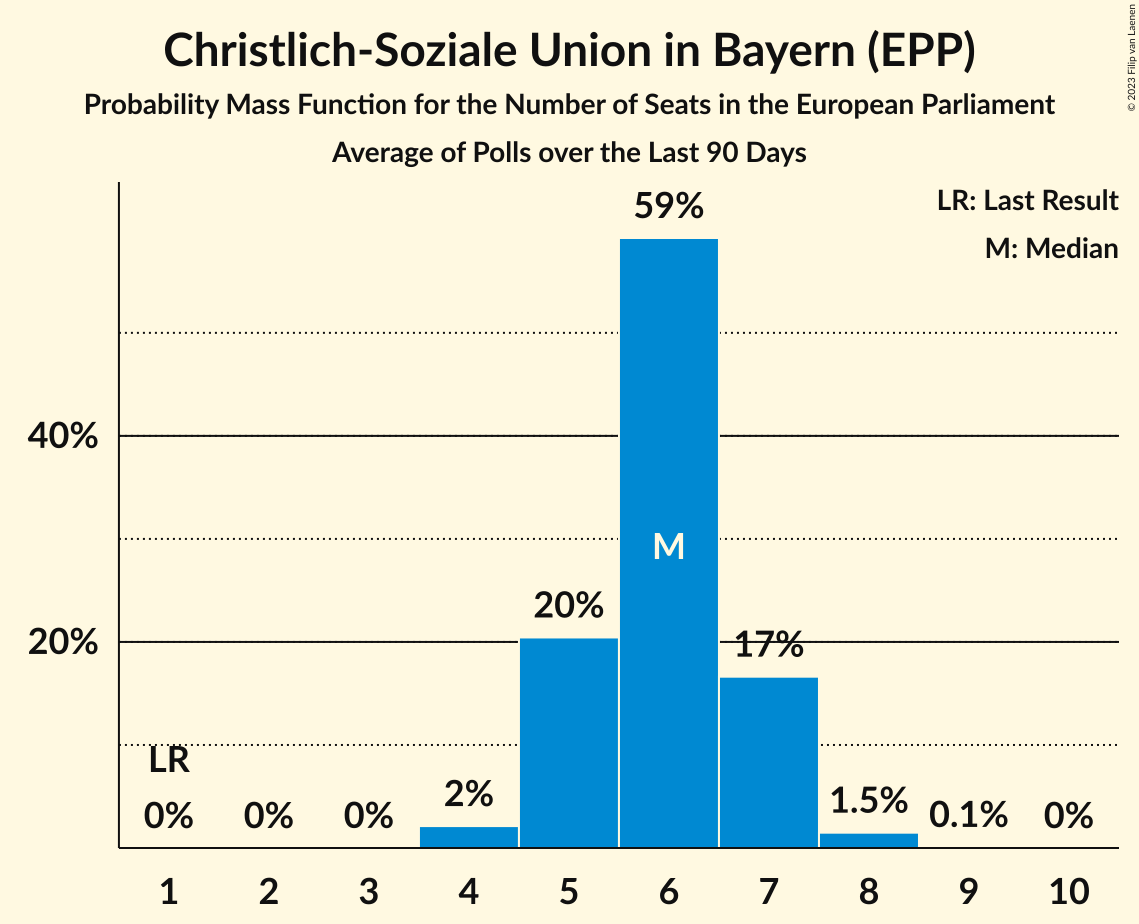 Christlich-Soziale Union in Bayern (EPP)
Probability Mass Function for the Number of Seats in the European Parliament
Average of Polls over the Last 90 Days
© 2023 Filip van Laenen
LR: Last Result
M: Median
59%
40%
M
20%
20%
17%
LR
0%
0%
0%
2%
1.5%
0.1%
0%
1 2 3 4 5 6 7 8 9 10